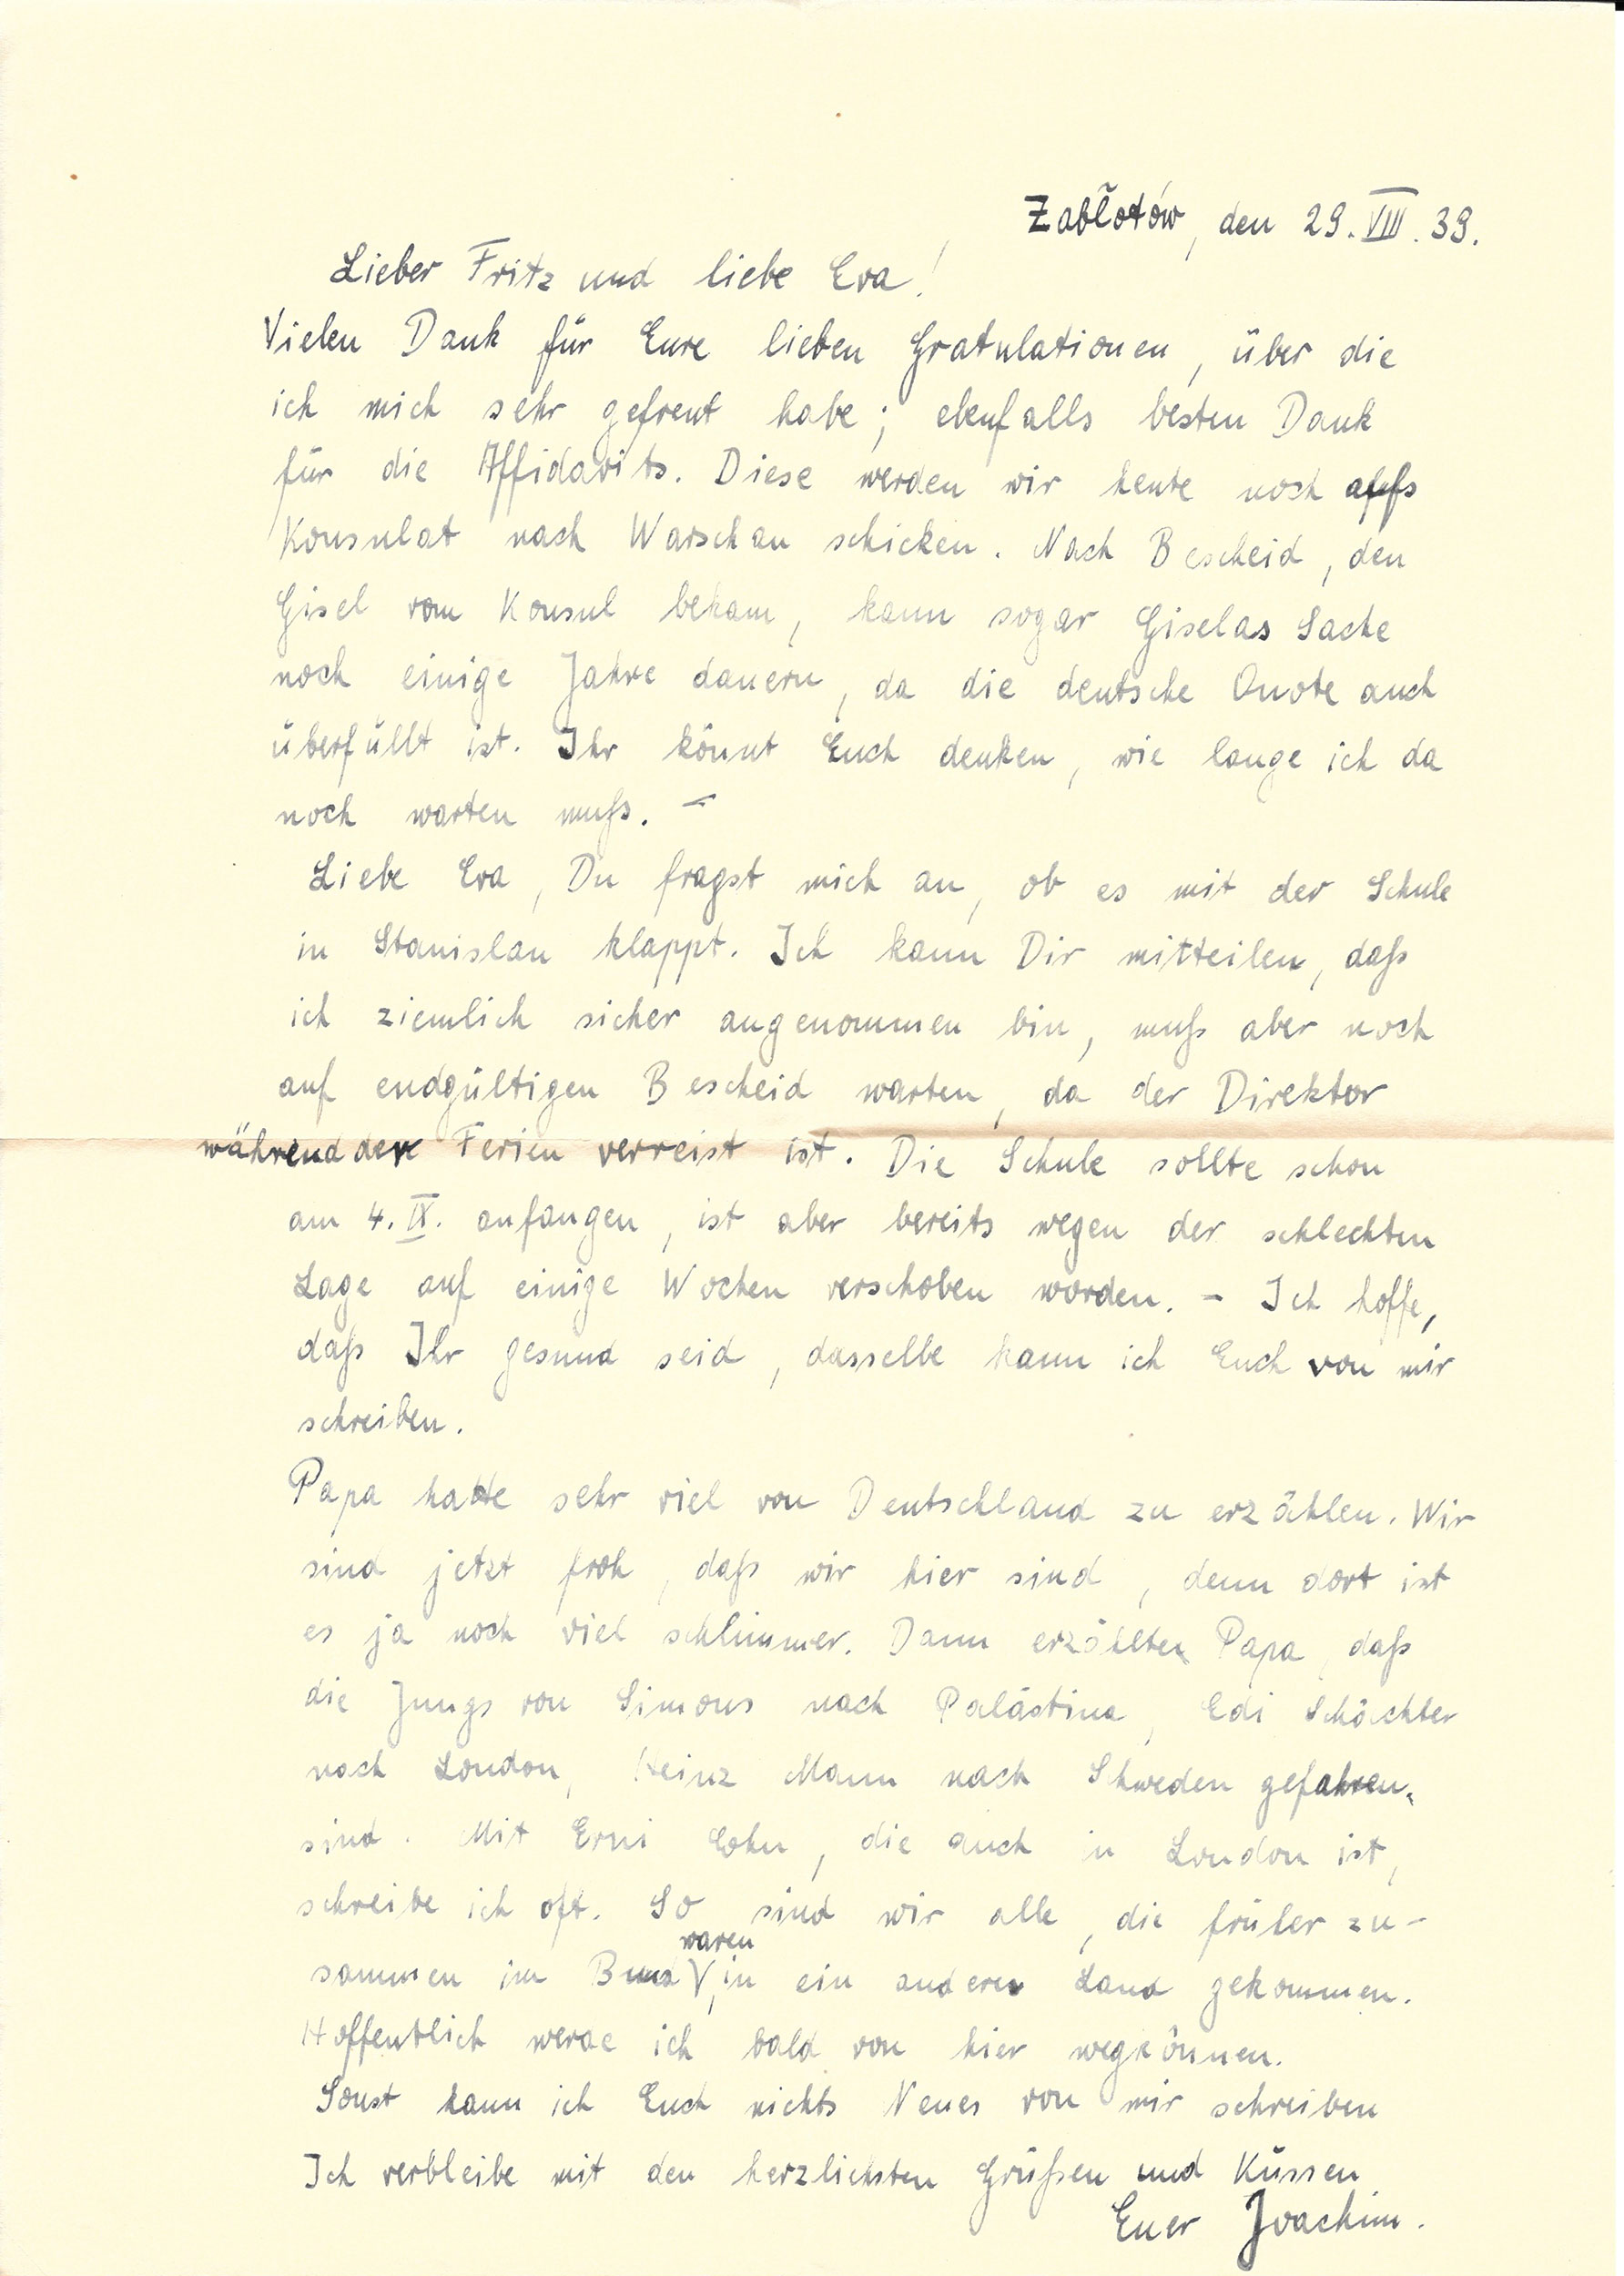 Zabłotów, den 29. VIII. 39.
Lieber Fritz und liebe Eva!
Vielen Dank für Eure lieben Gratulationen, über die
ich mich sehr gefreut habe; ebenfalls besten Dank
für die Affidavits. Diese werden wir heute noch aufs
Konsulat nach Warschau schicken. Nach Bescheid, den
Gisel vom Konsul bekam, kann sogar Giselas Sache
noch einige Jahre dauern, da die deutsche Quote auch
überfüllt ist. Ihr könnt Euch denken, wie lange ich da
noch warten muß. –
Liebe Eva, Du fragst mich an, ob es mit der Schule
in Stanislau klappt. Ich kann Dir mitteilen, daß
ich ziemlich sicher angenommen bin, muß aber noch
auf endgültigen Bescheid warten, da der Direktor
während der Ferien verreist ist. Die Schule sollte schon
am 4. IX. anfangen, ist aber bereits wegen der schlechten
Lage auf einige Wochen verschoben worden. – Ich hoffe,
daß Ihr gesund seid, dasselbe kann ich Euch von mir
schreiben.
Papa hatte sehr viel von Deutschland zu erzählen. Wir
sind jetzt froh, daß wir hier sind, denn dort ist
es ja noch viel schlimmer. Dann erzählte Papa, daß
die Jungs von Simons nach Palästina, Edi Schächter
nach London, Heinz Mann nach Schweden gefahren
sind. Mit Erni Cohn, die auch in London ist,
schreibe ich oft. So sind wir alle, die früher zu-
sammen im Bund waren, in ein anderes Land gekommen.
Hoffentlich werde ich bald von hier wegkönnen.
Sonst kann ich Euch nichts Neues von mir schreiben
Ich verbleibe mit den herzlichsten Grüßen und Küssen
Euer Joachim.